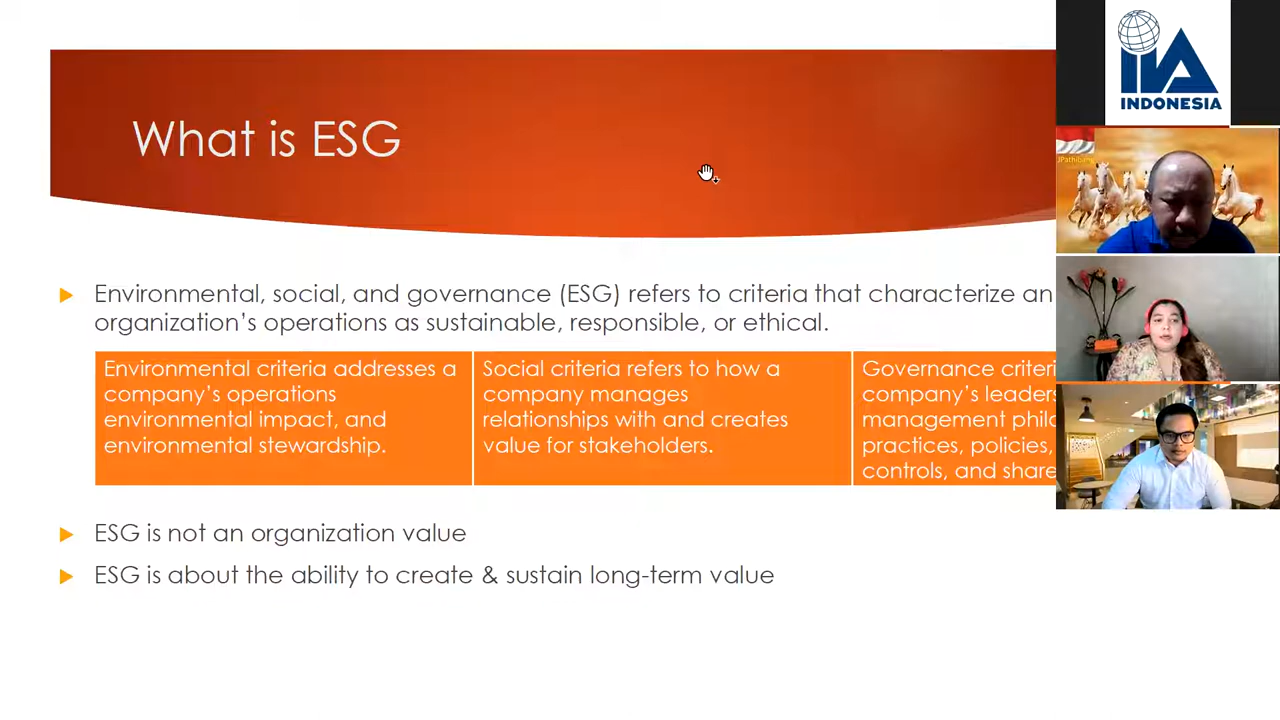 What is ESG
Environmental, social, and governance (ESG) refers to criteria that characterize an
organization's operations as sustainable, responsible, or ethical.
Environmental criteria addresses a
company's operations
environmental impact, and
environmental stewardship.
Social criteria refers to how a
company manages
relationships with and creates
value for stakeholders.
Governance criteri
company's leaders
management phil
practices, policies,
controls, and share
ESG is not an organization value
ESG is about the ability to create & sustain long-term value
IIA
INDONESIA